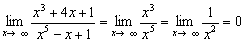 lim x→ ∞ x³ + 4x + 1 / x⁵ − x + 1 = lim x→ ∞ x³ / x⁵ = lim x→ ∞ 1 / x² = 0